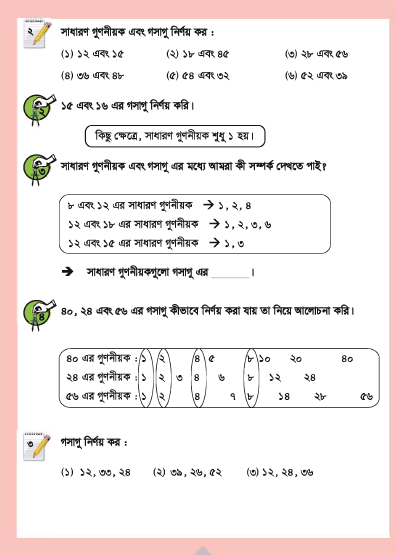 ২ সাধারণ গুণনীয়ক এবং গসাগু নির্ণয় কর :
(১) ১২ এবং ১৫ (২) ১৮ এবং ৪৫ (৩) ২৮ এবং ৫৬
(৪) ৩৬ এবং ৪৮ (৫) ৫৪ এবং ৩২ (৬) ৫২ এবং ৩৯
২ ১৫ এবং ১৬ এর গসাগু নির্ণয় করি।
কিছু ক্ষেত্রে, সাধারণ গুণনীয়ক শুধু ১ হয়।
৩ সাধারণ গুণনীয়ক এবং গসাগু এর মধ্যে আমরা কী সম্পর্ক দেখতে পাই?
৮ এবং ১২ এর সাধারণ গুণনীয়ক → ১, ২, ৪
১২ এবং ১৮ এর সাধারণ গুণনীয়ক → ১, ২, ৩, ৬
১২ এবং ১৫ এর সাধারণ গুণনীয়ক → ১, ৩
➔ সাধারণ গুণনীয়কগুলো গসাগু এর ______ ।
৪ ৪০, ২৪ এবং ৫৬ এর গসাগু কীভাবে নির্ণয় করা যায় তা নিয়ে আলোচনা করি।
৪০ এর গুণনীয়ক : ১ ২ ৪ ৫ ৮ ১০ ২০ ৪০
২৪ এর গুণনীয়ক : ১ ২ ৩ ৪ ৬ ৮ ১২ ২৪
৫৬ এর গুণনীয়ক : ১ ২ ৪ ৭ ৮ ১৪ ২৮ ৫৬
৩ গসাগু নির্ণয় কর :
(১) ১২, ৩৩, ২৪ (২) ৩৯, ২৬, ৫২ (৩) ১২, ২৪, ৩৬